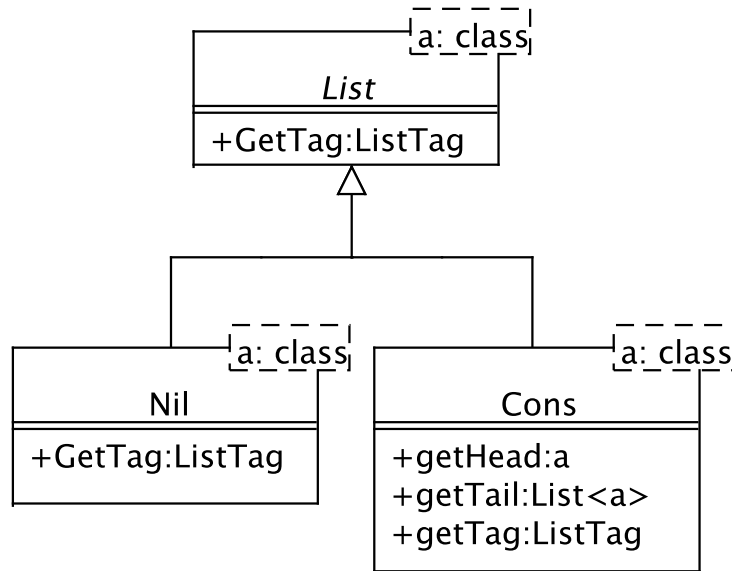 a: class
List
+GetTag:ListTag
a: class
Nil
+GetTag:ListTag
a: class
Cons
+getHead:a
+getTail:List<a>
+getTag:ListTag